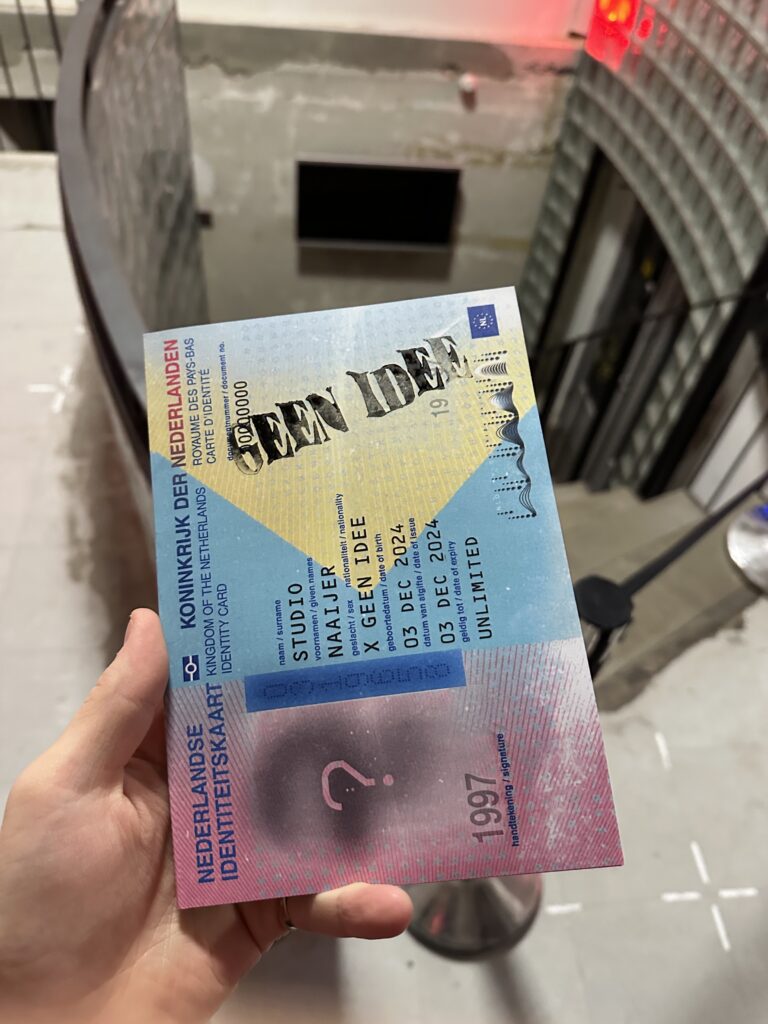 NEDERLANDSE
IDENTITEITSKAART
KONINKRIJK DER NEDERLANDEN
KINGDOM OF THE NETHERLANDS
IDENTITY CARD
ROYAUME DES PAYS-BAS
CARTE D'IDENTITÉ
documentnummer / document no.
00000000
GEEN IDEE
NL
naam / surname
STUDIO
voornamen / given names
NAAIJER
geslacht / sex nationaliteit / nationality
X GEEN IDEE
geboortedatum / date of birth
03 DEC 2024
datum van afgifte / date of issue
03 DEC 2024
geldig tot / date of expiry
UNLIMITED
19
?
1997
handtekening / signature